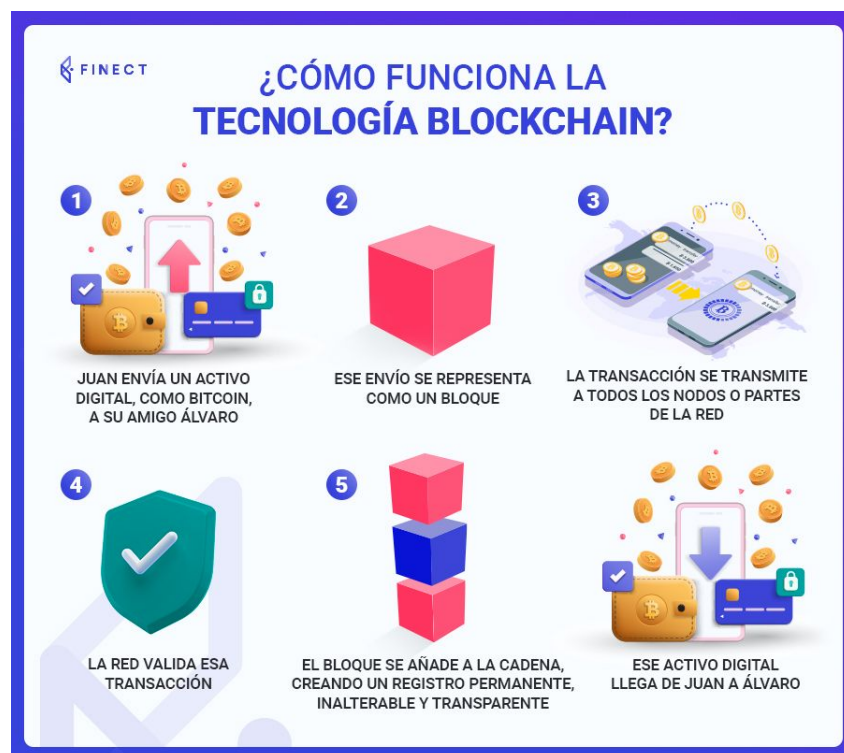 FINECT
¿CÓMO FUNCIONA LA
TECNOLOGÍA BLOCKCHAIN?
1
JUAN ENVÍA UN ACTIVO
DIGITAL, COMO BITCOIN,
A SU AMIGO ÁLVARO
2
ESE ENVÍO SE REPRESENTA
COMO UN BLOQUE
3
LA TRANSACCIÓN SE TRANSMITE
A TODOS LOS NODOS O PARTES
DE LA RED
4
LA RED VALIDA ESA
TRANSACCIÓN
5
EL BLOQUE SE AÑADE A LA CADENA,
CREANDO UN REGISTRO PERMANENTE,
INALTERABLE Y TRANSPARENTE
ESE ACTIVO DIGITAL
LLEGA DE JUAN A ÁLVARO